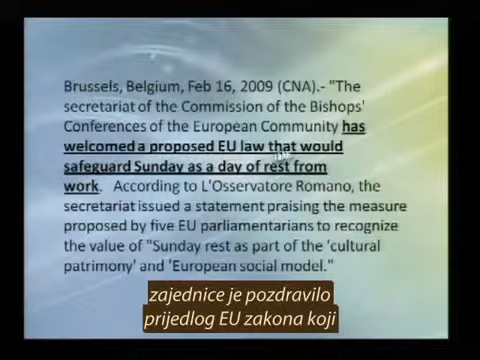 Brussels, Belgium, Feb 16, 2009 (CNA).- "The
secretariat of the Commission of the Bishops'
Conferences of the European Community has
welcomed a proposed EU law that would
safeguard Sunday as a day of rest from
work. According to L'Osservatore Romano, the
secretariat issued a statement praising the measure
proposed by five EU parliamentarians to recognize
the value of "Sunday rest as part of the 'cultural
patrimony' and 'European social model."
zajednice je pozdravilo
prijedlog EU zakona koji